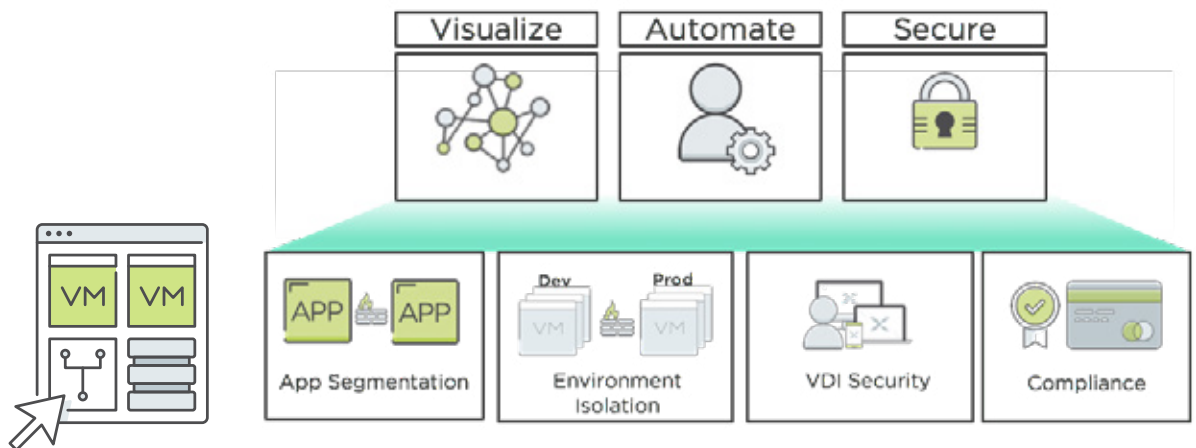 Visualize
Automate
Secure
VM
VM
APP
APP
App Segmentation
Dev
Prod
VM
VM
Environment
Isolation
VDI Security
Compliance